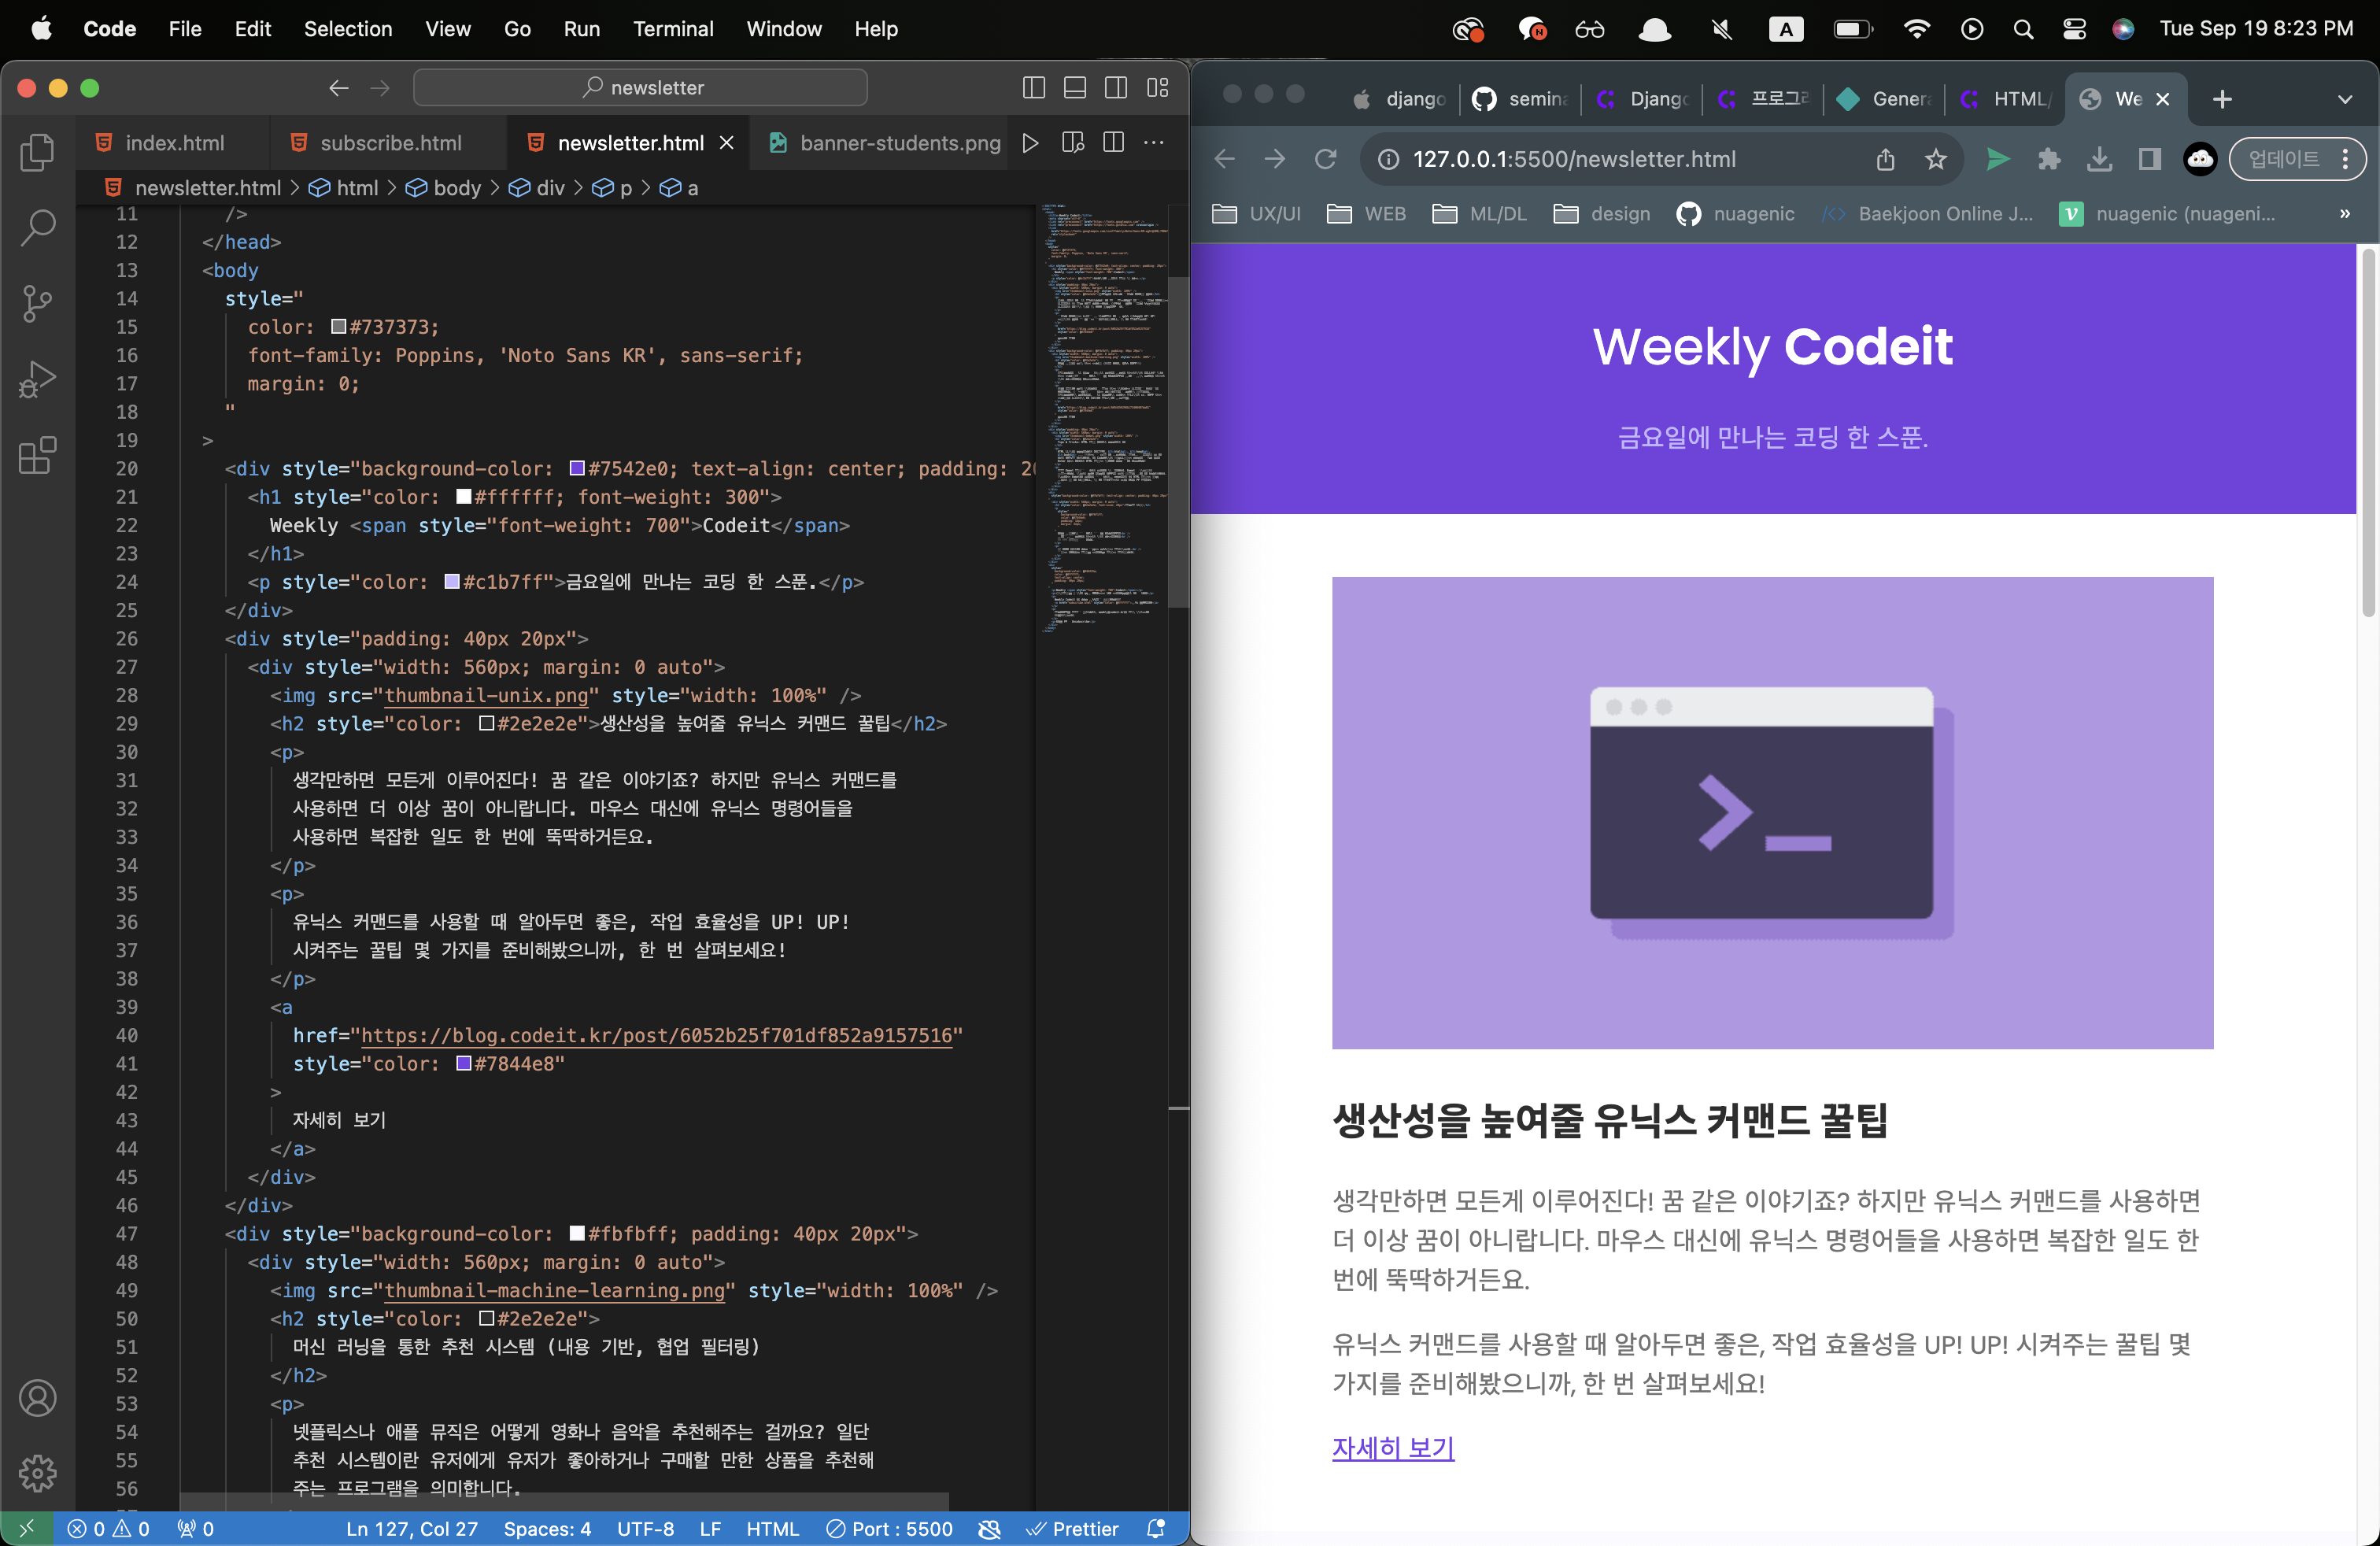 Code File Edit Selection View Go Run Terminal Window Help
A
Tue Sep 19 8:23 PM
newsletter
index.html
subscribe.html
newsletter.html
banner-students.png
newsletter.html > html > body > div > p > a
11 />
12 </head>
13 <body
14 style="
15 color: #737373;
16 font-family: Poppins, 'Noto Sans KR', sans-serif;
17 margin: 0;
18 "
19 >
20 <div style="background-color: #7542e0; text-align: center; padding: 20
21 <h1 style="color: #ffffff; font-weight: 300">
22 Weekly <span style="font-weight: 700">Codeit</span>
23 </h1>
24 <p style="color: #c1b7ff">금요일에 만나는 코딩 한 스푼.</p>
25 </div>
26 <div style="padding: 40px 20px">
27 <div style="width: 560px; margin: 0 auto">
28 <img src="thumbnail-unix.png" style="width: 100%" />
29 <h2 style="color: #2e2e2e">생산성을 높여줄 유닉스 커맨드 꿀팁</h2>
30 <p>
31 생각만하면 모든게 이루어진다! 꿈 같은 이야기죠? 하지만 유닉스 커맨드를
32 사용하면 더 이상 꿈이 아니랍니다. 마우스 대신에 유닉스 명령어들을
33 사용하면 복잡한 일도 한 번에 뚝딱하거든요.
34 </p>
35 <p>
36 유닉스 커맨드를 사용할 때 알아두면 좋은, 작업 효율성을 UP! UP!
37 시켜주는 꿀팁 몇 가지를 준비해봤으니까, 한 번 살펴보세요!
38 </p>
39 <a
40 href="https://blog.codeit.kr/post/6052b25f701df852a9157516"
41 style="color: #7844e8"
42 >
43 자세히 보기
44 </a>
45 </div>
46 </div>
47 <div style="background-color: #fbfbff; padding: 40px 20px">
48 <div style="width: 560px; margin: 0 auto">
49 <img src="thumbnail-machine-learning.png" style="width: 100%" />
50 <h2 style="color: #2e2e2e">
51 머신 러닝을 통한 추천 시스템 (내용 기반, 협업 필터링)
52 </h2>
53 <p>
54 넷플릭스나 애플 뮤직은 어떻게 영화나 음악을 추천해주는 걸까요? 일단
55 추천 시스템이란 유저에게 유저가 좋아하거나 구매할 만한 상품을 추천해
56 주는 프로그램을 의미합니다.
0 0 0 Ln 127, Col 27 Spaces: 4 UTF-8 LF HTML Port : 5500 Prettier
django
semina
Django
프로그래
Genera
HTML/
We
127.0.0.1:5500/newsletter.html
업데이트
UX/UI WEB ML/DL design nuagenic Baekjoon Online J... nuagenic (nuageni... »
Weekly Codeit
금요일에 만나는 코딩 한 스푼.
>_
생산성을 높여줄 유닉스 커맨드 꿀팁
생각만하면 모든게 이루어진다! 꿈 같은 이야기죠? 하지만 유닉스 커맨드를 사용하면
더 이상 꿈이 아니랍니다. 마우스 대신에 유닉스 명령어들을 사용하면 복잡한 일도 한
번에 뚝딱하거든요.
유닉스 커맨드를 사용할 때 알아두면 좋은, 작업 효율성을 UP! UP! 시켜주는 꿀팁 몇
가지를 준비해봤으니까, 한 번 살펴보세요!
자세히 보기